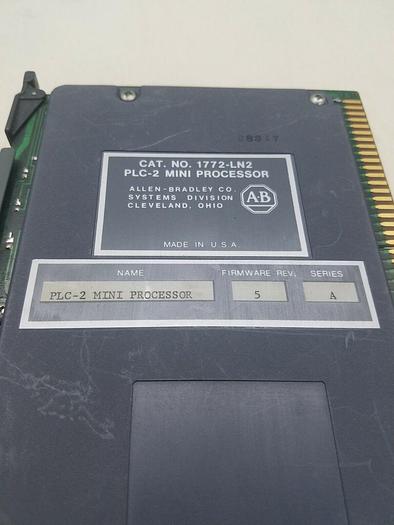 CAT. NO. 1772-LN2
PLC-2 MINI PROCESSOR
ALLEN-BRADLEY CO.
SYSTEMS DIVISION
CLEVELAND, OHIO
A-B
MADE IN U.S.A
NAME FIRMWARE REV. SERIES
PLC-2 MINI PROCESSOR 5 A